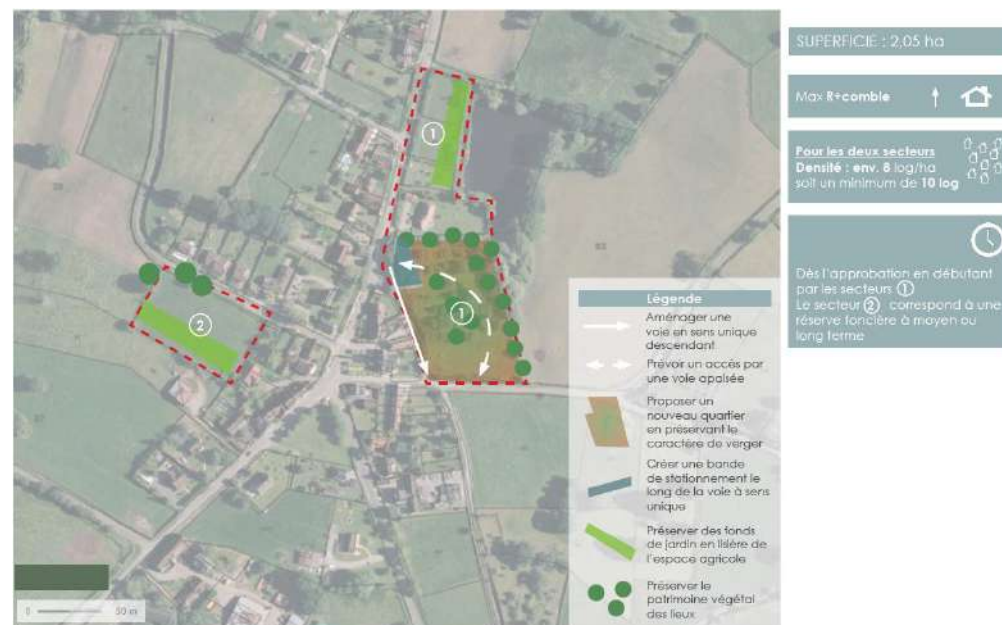 SUPERFICIE : 2,05 ha
Max R+comble
Pour les deux secteurs
Densité : env. 8 log/ha
soit un minimum de 10 log
Dès l'approbation en débutant
par les secteurs 1
Le secteur 2 correspond à une
réserve foncière à moyen ou
long terme
1
1
2
Légende
Aménager une
voie en sens unique
descendant
Prévoir un accès par
une voie apaisée
Proposer un
nouveau quartier
en préservant le
caractère de verger
Créer une bande
de stationnement le
long de la voie à sens
unique
Préserver des fonds
de jardin en lisière de
l'espace agricole
Préserver le
patrimoine végétal
des lieux
0 50 m